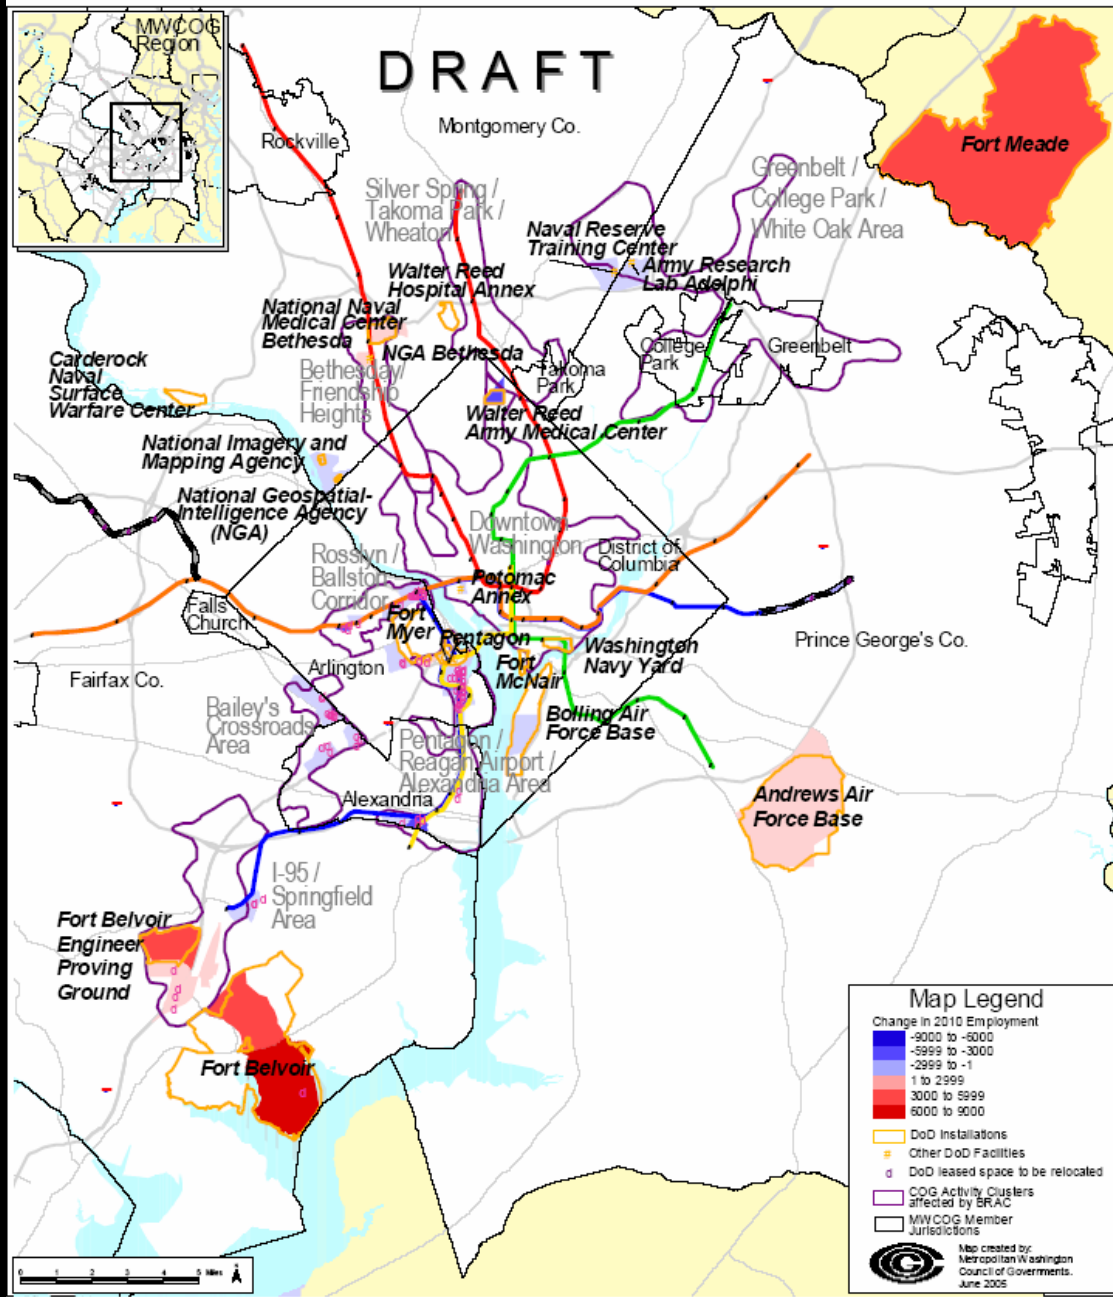 MWCOG
Region
DRAFT
Montgomery Co.
Rockville
Fort Meade
Silver Spring /
Takoma Park /
Wheaton
Greenbelt /
College Park /
White Oak Area
Naval Reserve
Training Center
Army Research
Lab Adelphi
Walter Reed
Hospital Annex
National Naval
Medical Center
Bethesda
NGA Bethesda
Bethesda/
Friendship
Heights
Takoma
Park
College
Park
Greenbelt
Carderock
Naval
Surface
Warfare Center
Walter Reed
Army Medical Center
National Imagery and
Mapping Agency
National Geospatial-
Intelligence Agency
(NGA)
Downtown
Washington
District of
Columbia
Rosslyn /
Ballston
Corridor
Potomac
Annex
Falls
Church
Fort
Myer
Pentagon
Washington
Navy Yard
Prince George's Co.
Arlington
Fort
McNair
Fairfax Co.
Bailey's
Crossroads
Area
Bolling Air
Force Base
Pentagon /
Reagan Airport /
Alexandria Area
Alexandria
Andrews Air
Force Base
I-95 /
Springfield
Area
Fort Belvoir
Engineer
Proving
Ground
Fort Belvoir
Map Legend
Change in 2010 Employment
-9000 to -6000
-5999 to -3000
-2999 to -1
1 to 2999
3000 to 5999
6000 to 9000
DoD Installations
Other DoD Facilities
DoD leased space to be relocated
COG Activity Clusters
affected by BRAC
MWCOG Member
Jurisdictions
Map created by:
Metropolitan Washington
Council of Governments.
June 2005
0 1 2 3 4 5 Miles
N